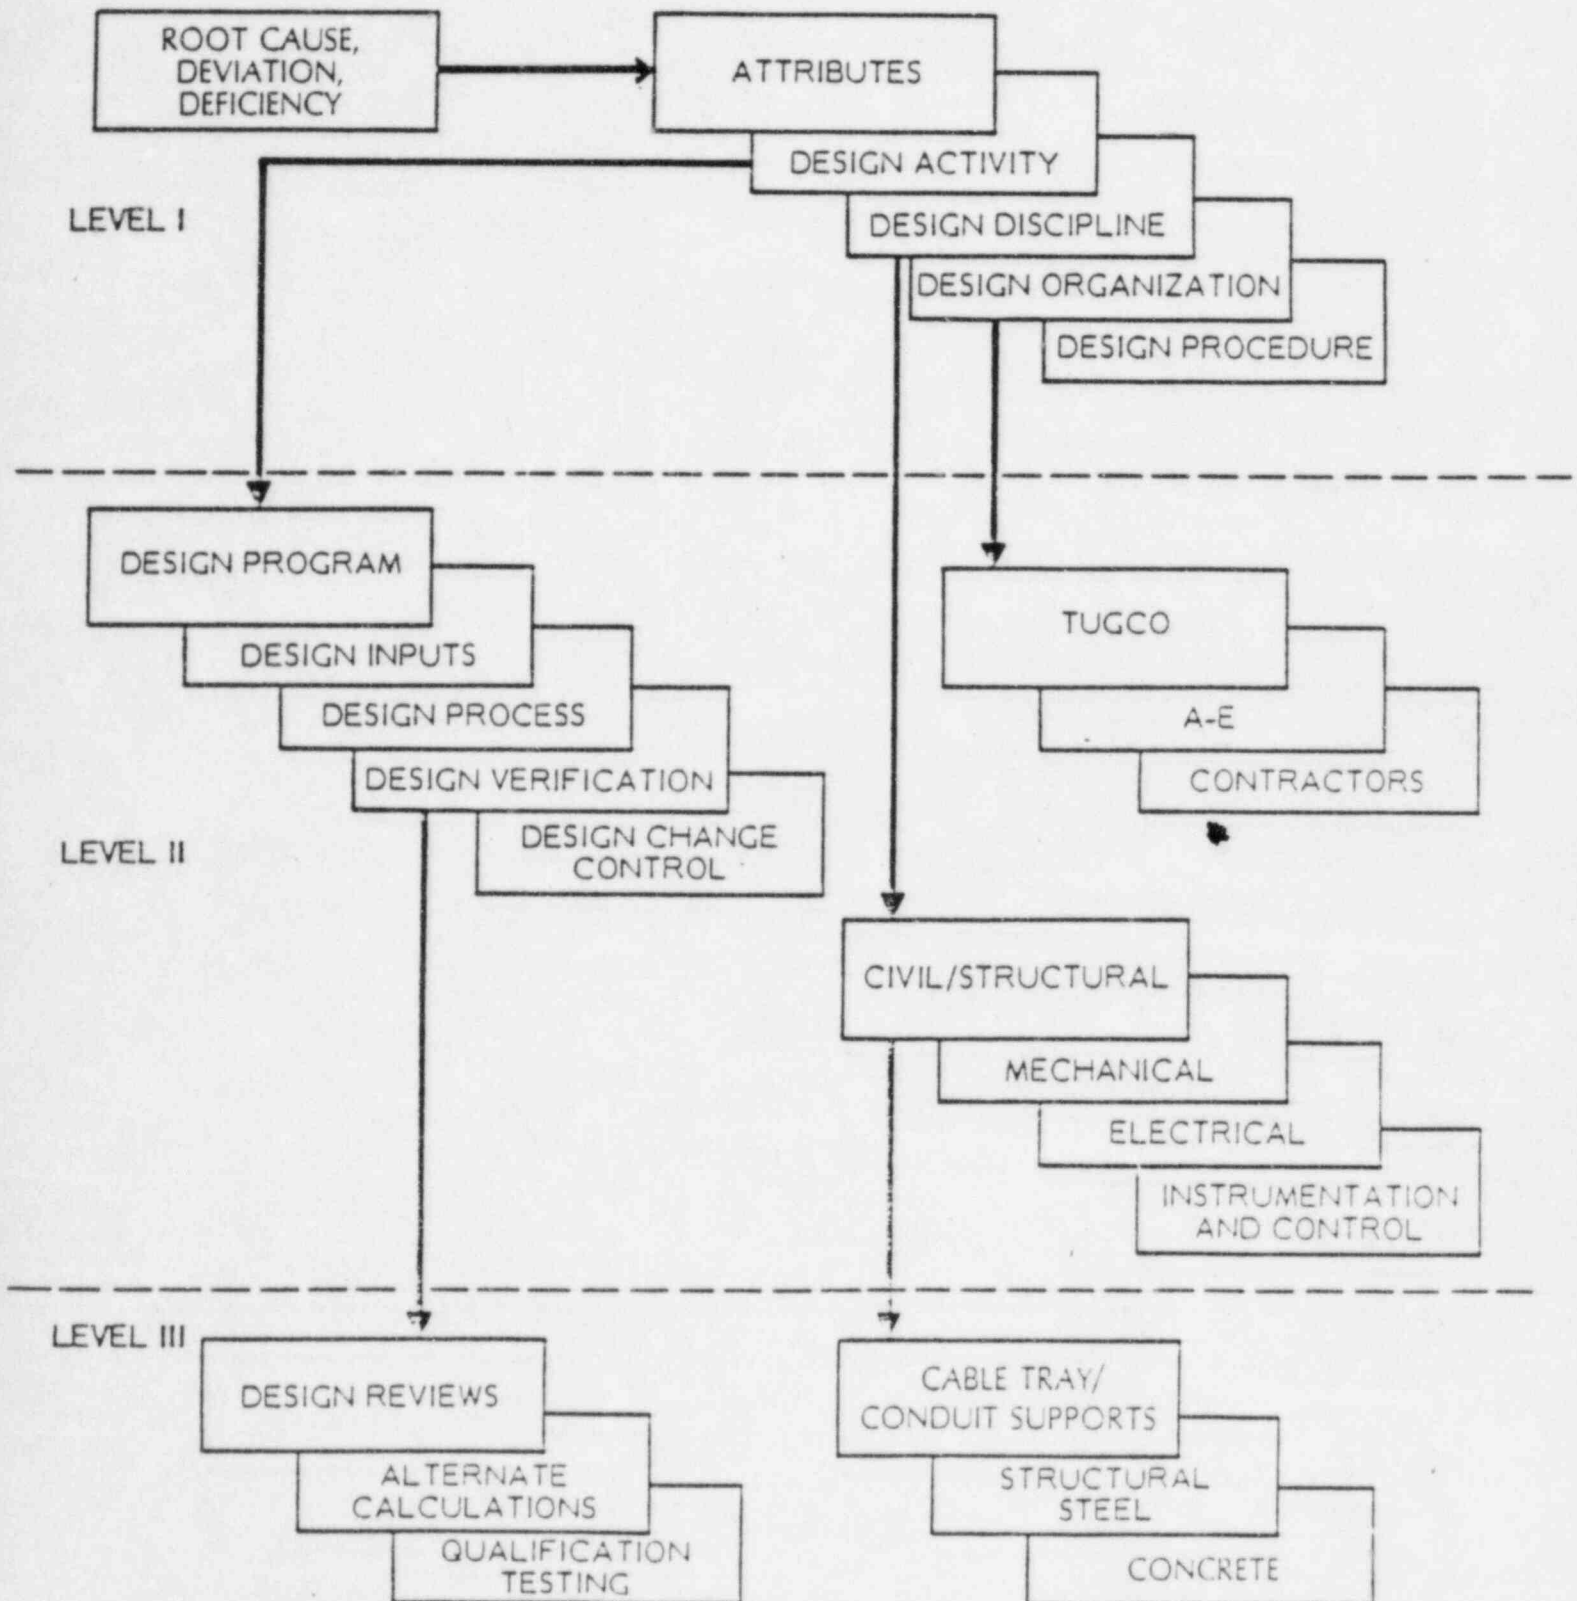 ROOT CAUSE,
DEVIATION,
DEFICIENCY
ATTRIBUTES
DESIGN ACTIVITY
LEVEL I
DESIGN DISCIPLINE
DESIGN ORGANIZATION
DESIGN PROCEDURE
DESIGN PROGRAM
DESIGN INPUTS
DESIGN PROCESS
DESIGN VERIFICATION
LEVEL II
DESIGN CHANGE
CONTROL
TUGCO
A-E
CONTRACTORS
CIVIL/STRUCTURAL
MECHANICAL
ELECTRICAL
INSTRUMENTATION
AND CONTROL
LEVEL III
DESIGN REVIEWS
ALTERNATE
CALCULATIONS
QUALIFICATION
TESTING
CABLE TRAY/
CONDUIT SUPPORTS
STRUCTURAL
STEEL
CONCRETE